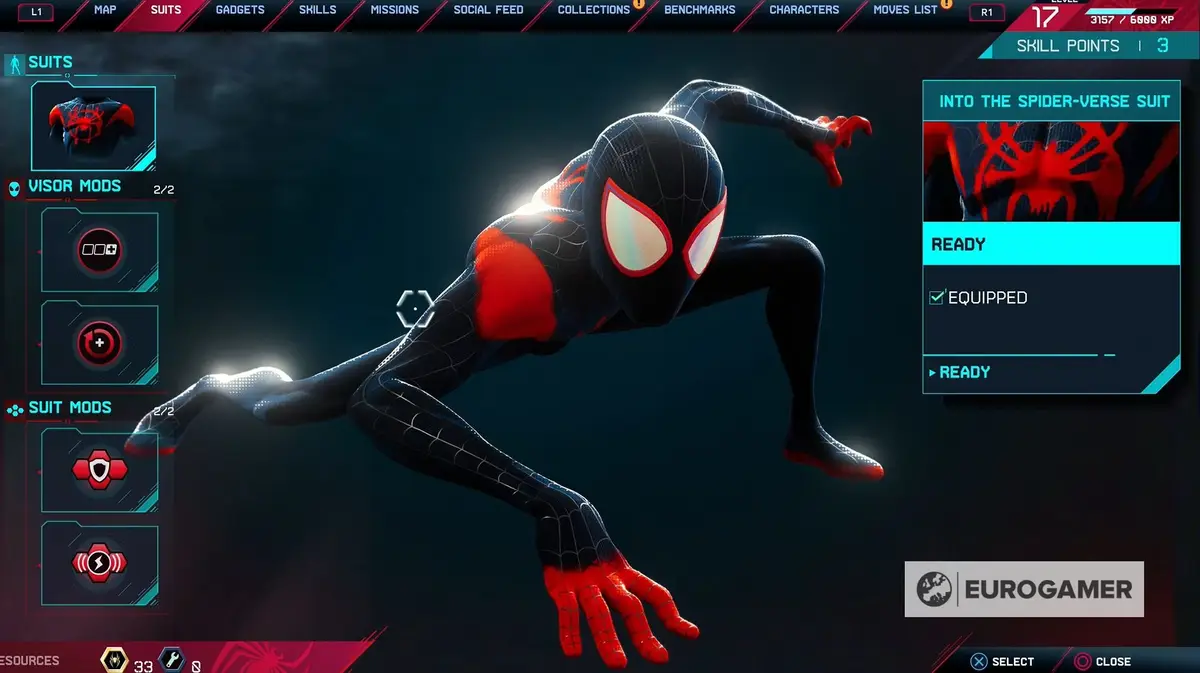 L1
MAP
SUITS
GADGETS
SKILLS
MISSIONS
SOCIAL FEED
COLLECTIONS
BENCHMARKS
CHARACTERS
MOVES LIST
R1
LEVEL
17
3157 / 6000 XP
SKILL POINTS | 3
SUITS
VISOR MODS 2/2
SUIT MODS 2/2
INTO THE SPIDER-VERSE SUIT
READY
EQUIPPED
READY
EUROGAMER
ESOURCES 33 0
SELECT
CLOSE